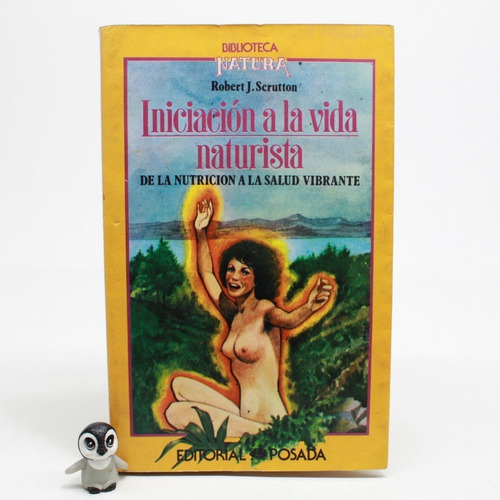 BIBLIOTECA
NATURA
Robert J. Scrutton
Iniciación a la vida
naturista
DE LA NUTRICION A LA SALUD VIBRANTE
EDITORIAL POSADA